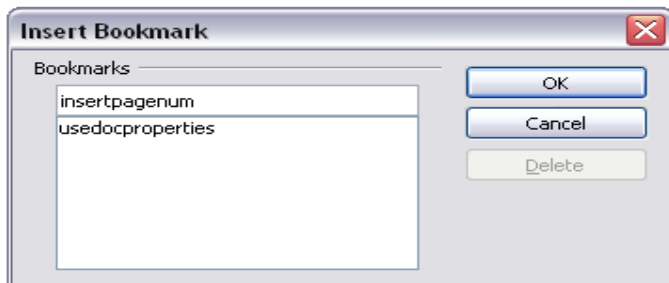 Insert Bookmark
Bookmarks
insertpagenum
usedocproperties
OK
Cancel
Delete